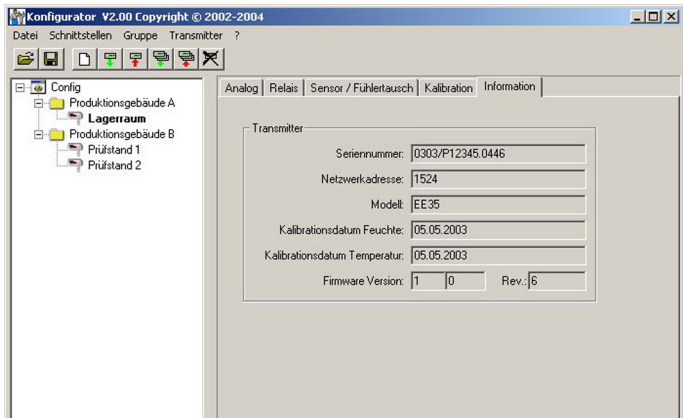 Konfigurator V2.00 Copyright © 2002-2004
Datei Schnittstellen Gruppe Transmitter ?
Config
Produktionsgebäude A
Lagerraum
Produktionsgebäude B
Prüfstand 1
Prüfstand 2
Analog Relais Sensor / Fühlertausch Kalibration Information
Transmitter
Seriennummer: 0303/P12345.0446
Netzwerkadresse: 1524
Modell: EE35
Kalibrationsdatum Feuchte: 05.05.2003
Kalibrationsdatum Temperatur: 05.05.2003
Firmware Version: 1 0 Rev.: 6